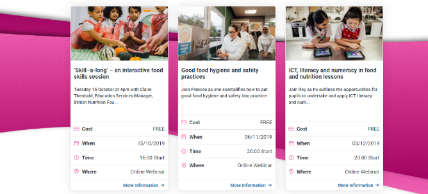 'Skill-a-long' – an interactive food
skills session
Tuesday 15 October at 4pm with Claire
Theobald, Education Services Manager,
British Nutrition Fou...
Cost FREE
When 15/10/2019
Time 16:00 Start
Where Online Webinar
More Information →
Good food hygiene and safety
practices
Join Frances as she exemplifies how to put
good food hygiene and safety into practice.
Cost FREE
When 06/11/2019
Time 20:00 Start
Where Online Webinar
More Information →
ICT, literacy and numeracy in food
and nutrition lessons
Join Roy as he outlines the opportunities for
pupils to undertake and apply ICT, literacy
and num...
Cost FREE
When 03/12/2019
Time 20:00 Start
Where Online Webinar
More Information →